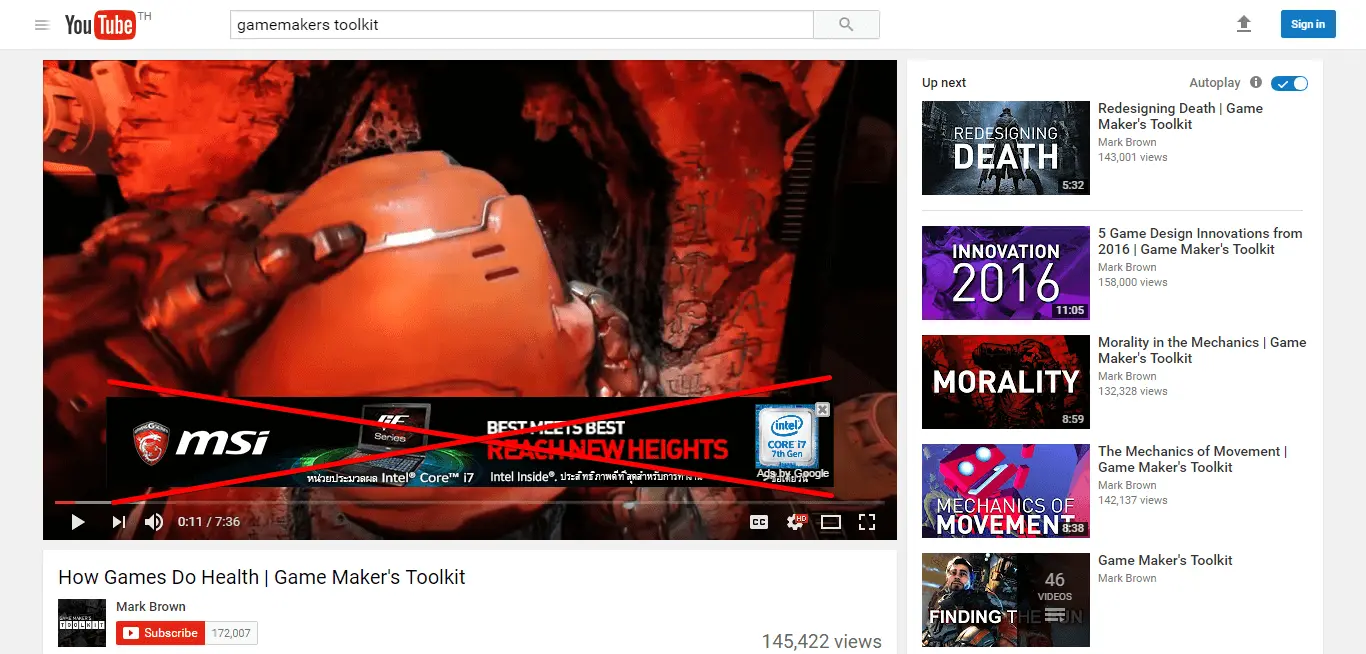 YouTube TH
gamemakers toolkit
Sign in
msi
GF
Series
BEST MEETS BEST
REACH NEW HEIGHTS
หน่วยประมวลผล Intel® Core™ i7
Intel Inside®. ประสิทธิภาพดีที่สุดสำหรับการทำงาน
intel
CORE i7
7th Gen
Ads by Google
0:11 / 7:36
CC
HD
How Games Do Health | Game Maker's Toolkit
GAME MAKER'S
TOOLKIT
Mark Brown
Subscribe 172,007
145,422 views
Up next
Autoplay
REDESIGNING
DEATH
5:32
Redesigning Death | Game
Maker's Toolkit
Mark Brown
143,001 views
INNOVATION
2016
11:05
5 Game Design Innovations from
2016 | Game Maker's Toolkit
Mark Brown
158,000 views
MORALITY
8:59
Morality in the Mechanics | Game
Maker's Toolkit
Mark Brown
132,328 views
MECHANICS OF
MOVEMENT
8:38
The Mechanics of Movement |
Game Maker's Toolkit
Mark Brown
142,137 views
46
VIDEOS
FINDING THE FUN
Game Maker's Toolkit
Mark Brown